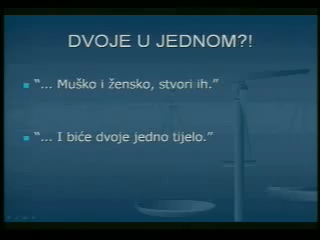 DVOJE U JEDNOM?!
“... Muško i žensko, stvori ih.”
“... I biće dvoje jedno tijelo.”